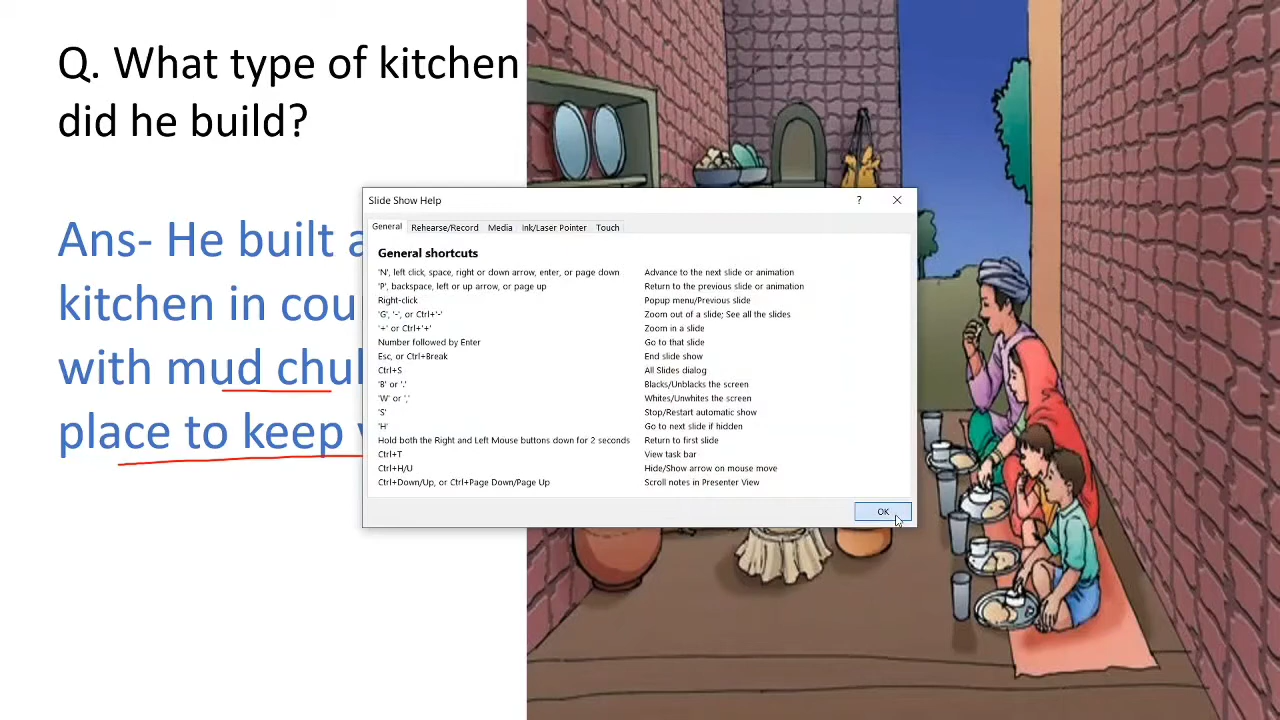 Q. What type of kitchen
did he build?
Ans- He built
kitchen in
with mud
place to keep
Slide Show Help
?
General Rehearse/Record Media Ink/Laser Pointer Touch
General shortcuts
'N', left click, space, right or down arrow, enter, or page down Advance to the next slide or animation
'P', backspace, left or up arrow, or page up Return to the previous slide or animation
Right-click Popup menu/Previous slide
'G', '-', or Ctrl+'-' Zoom out of a slide; See all the slides
'+' or Ctrl+'+' Zoom in a slide
Number followed by Enter Go to that slide
Esc, or Ctrl+Break End slide show
Ctrl+S All Slides dialog
'B' or '.' Blacks/Unblacks the screen
'W' or ',' Whites/Unwhites the screen
'S' Stop/Restart automatic show
'H' Go to next slide if hidden
Hold both the Right and Left Mouse buttons down for 2 seconds Return to first slide
Ctrl+T View task bar
Ctrl+H/U Hide/Show arrow on mouse move
Ctrl+Down/Up, or Ctrl+Page Down/Page Up Scroll notes in Presenter View
OK